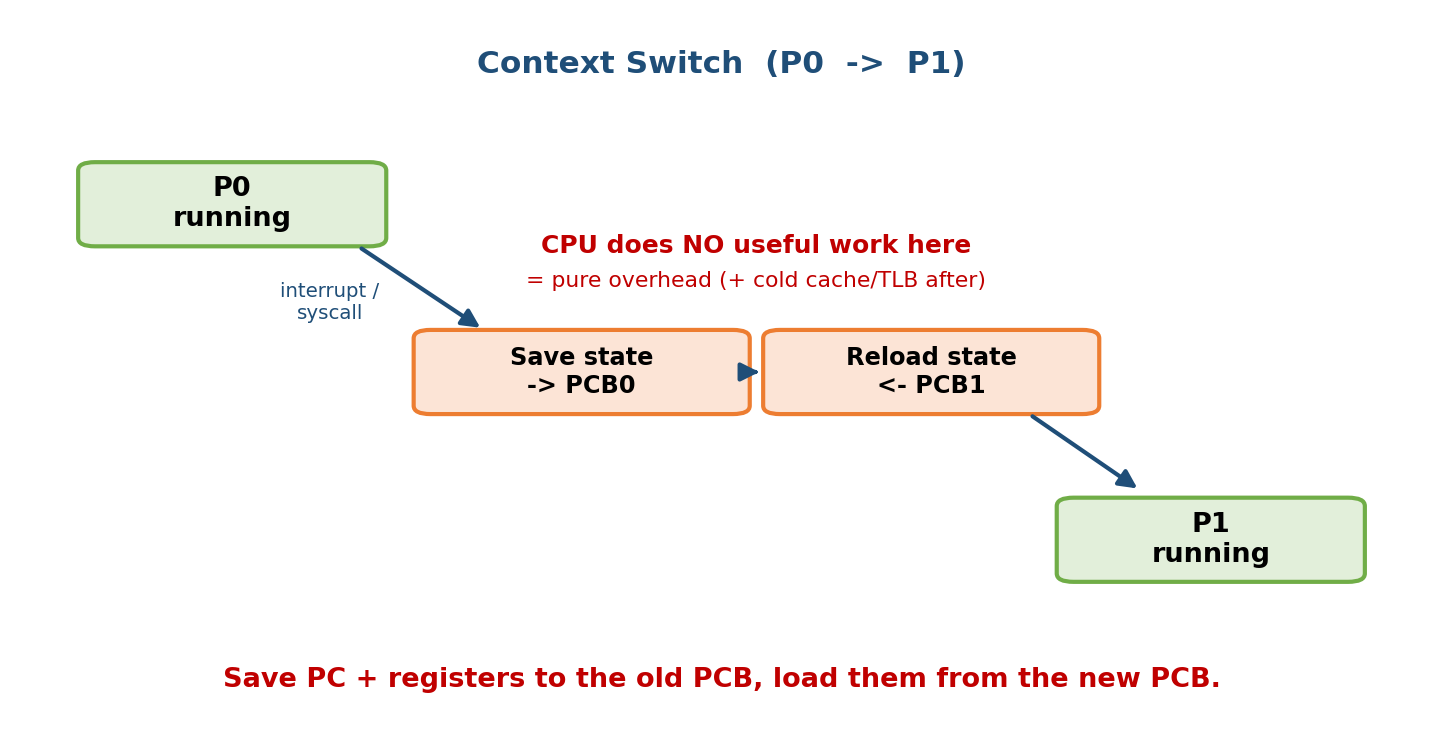 Context Switch  (P0  ->  P1)
P0
running
CPU does NO useful work here
= pure overhead (+ cold cache/TLB after)
interrupt /
syscall
Save state
-> PCB0
Reload state
<- PCB1
P1
running
Save PC + registers to the old PCB, load them from the new PCB.